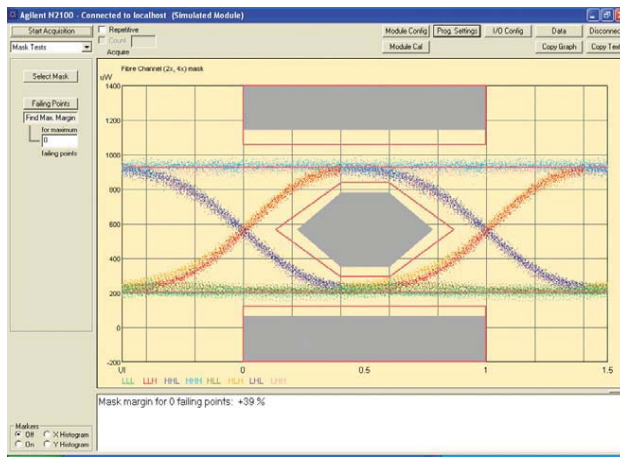 Agilent N2100 - Connected to localhost (Simulated Module)
Start Acquisition
Repetitive
Count
Acquire
Module Config
Prog. Settings
I/O Config
Data
Disconnec
Module Cal
Copy Graph
Copy Text
Mask Tests
Select Mask
Failing Points
Find Max. Margin
for maximum
0
failing points
Fibre Channel (2x, 4x) mask
uW
1400
1200
1000
800
600
400
200
0
-200
UI
0
0.5
1
1.5
LLL LLH HHL HHH HLL HLH LHL LHH
Mask margin for 0 failing points: +39 %
Markers
Off X Histogram
On Y Histogram